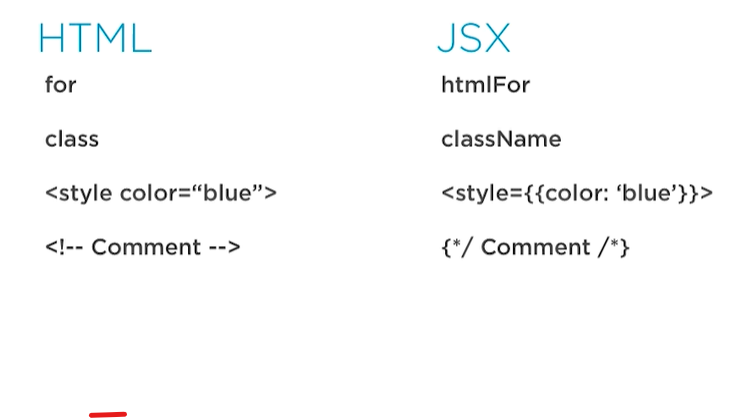 HTML JSX
for htmlFor
class className
<style color=“blue”> <style={{color: ‘blue’}}>
<!-- Comment --> {*/ Comment /*}